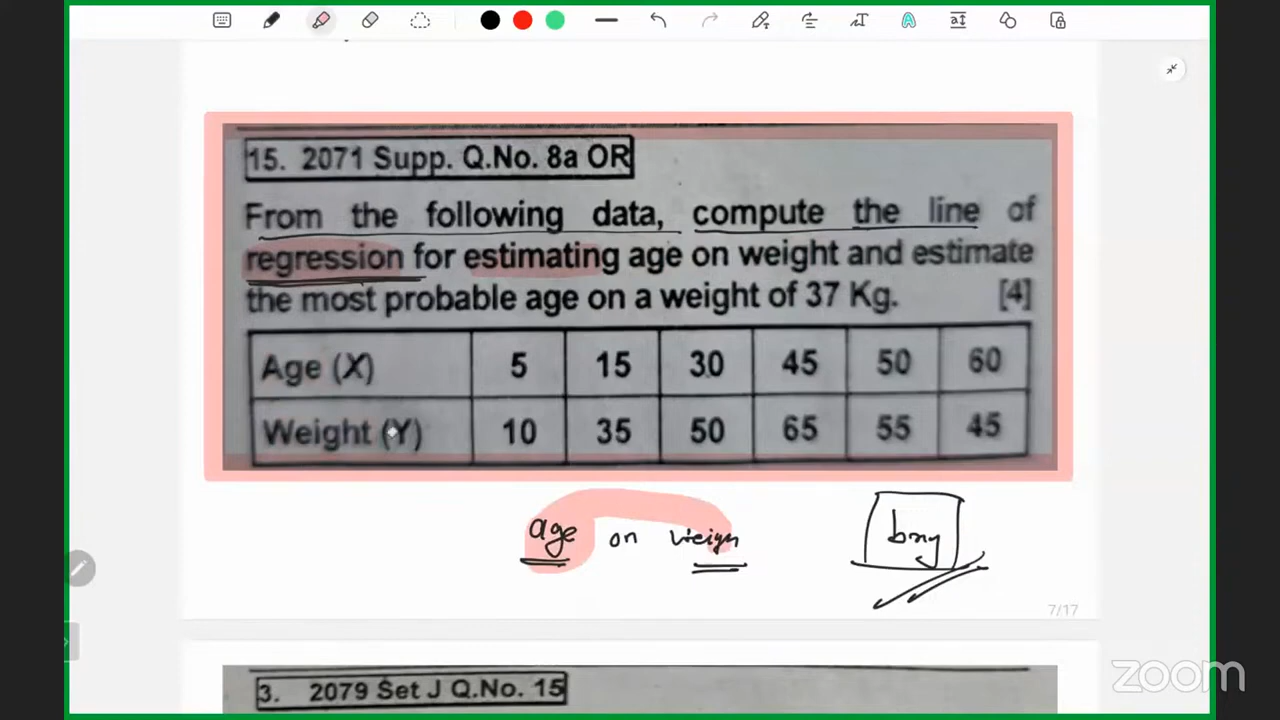 15. 2071 Supp. Q.No. 8a OR
From the following data, compute the line of
regression for estimating age on weight and estimate
the most probable age on a weight of 37 Kg. [4]
Age (X) 5 15 30 45 50 60
Weight (Y) 10 35 50 65 55 45
age on bxy
7/17
3. 2079 Set J Q.No. 15
zoom